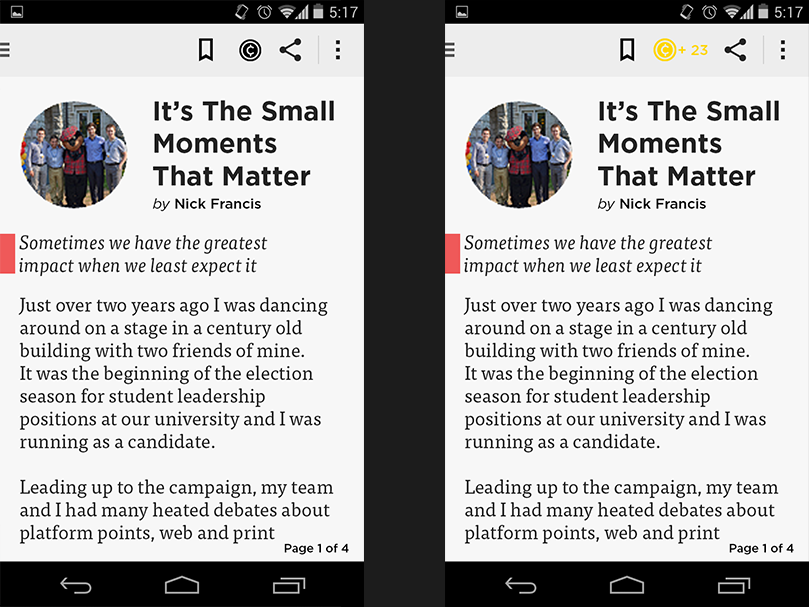 5:17
C
It's The Small
Moments
That Matter
by Nick Francis
Sometimes we have the greatest
impact when we least expect it
Just over two years ago I was dancing
around on a stage in a century old
building with two friends of mine.
It was the beginning of the election
season for student leadership
positions at our university and I was
running as a candidate.
Leading up to the campaign, my team
and I had many heated debates about
platform points, web and print
Page 1 of 4
5:17
C + 23
It's The Small
Moments
That Matter
by Nick Francis
Sometimes we have the greatest
impact when we least expect it
Just over two years ago I was dancing
around on a stage in a century old
building with two friends of mine.
It was the beginning of the election
season for student leadership
positions at our university and I was
running as a candidate.
Leading up to the campaign, my team
and I had many heated debates about
platform points, web and print
Page 1 of 4